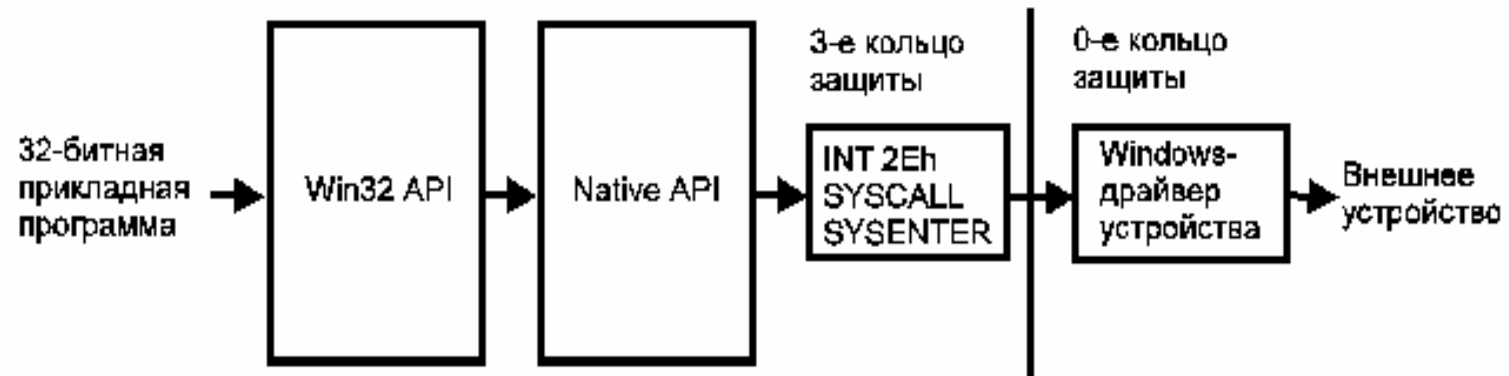 32-битная
прикладная
программа
Win32 API
Native API
3-е кольцо
защиты
INT 2Eh
SYSCALL
SYSENTER
0-е кольцо
защиты
Windows-
драйвер
устройства
Внешнее
устройство